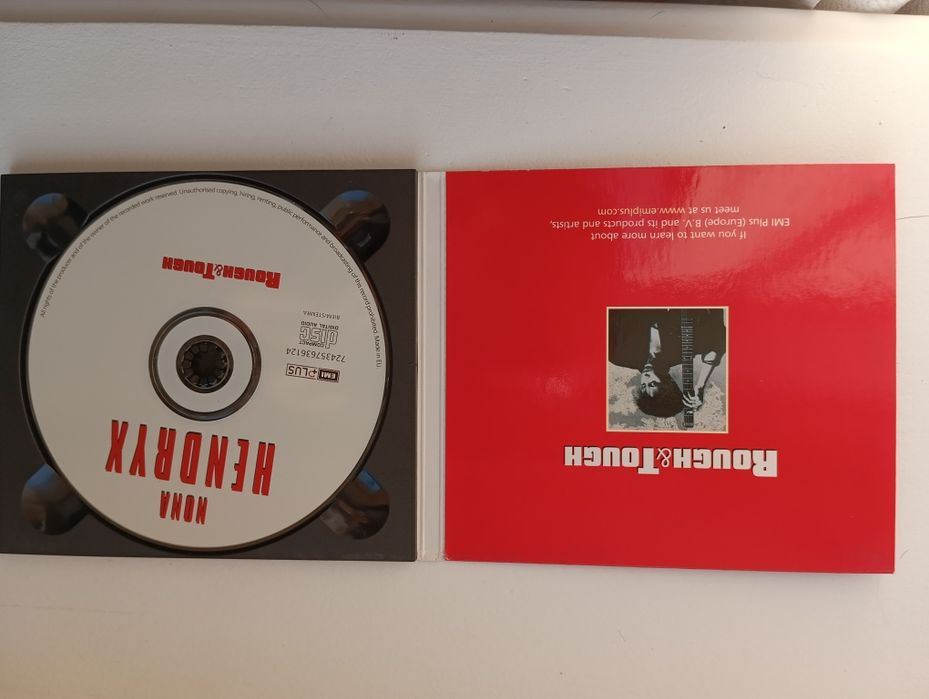 ROUGH&TOUGH
If you want to learn more about
EMI Plus (Europe) B.V. and its products and artists,
meet us at www.emiplus.com
NONA
HENDRYX
EMI PLUS
724357636124
COMPACT
disc
DIGITAL AUDIO
BIEM/STEMRA
ROUGH&TOUGH
All rights of the producer and of the owner of the recorded work reserved. Unauthorised copying, hiring, renting, public performance and broadcasting of this record prohibited. Made in EU